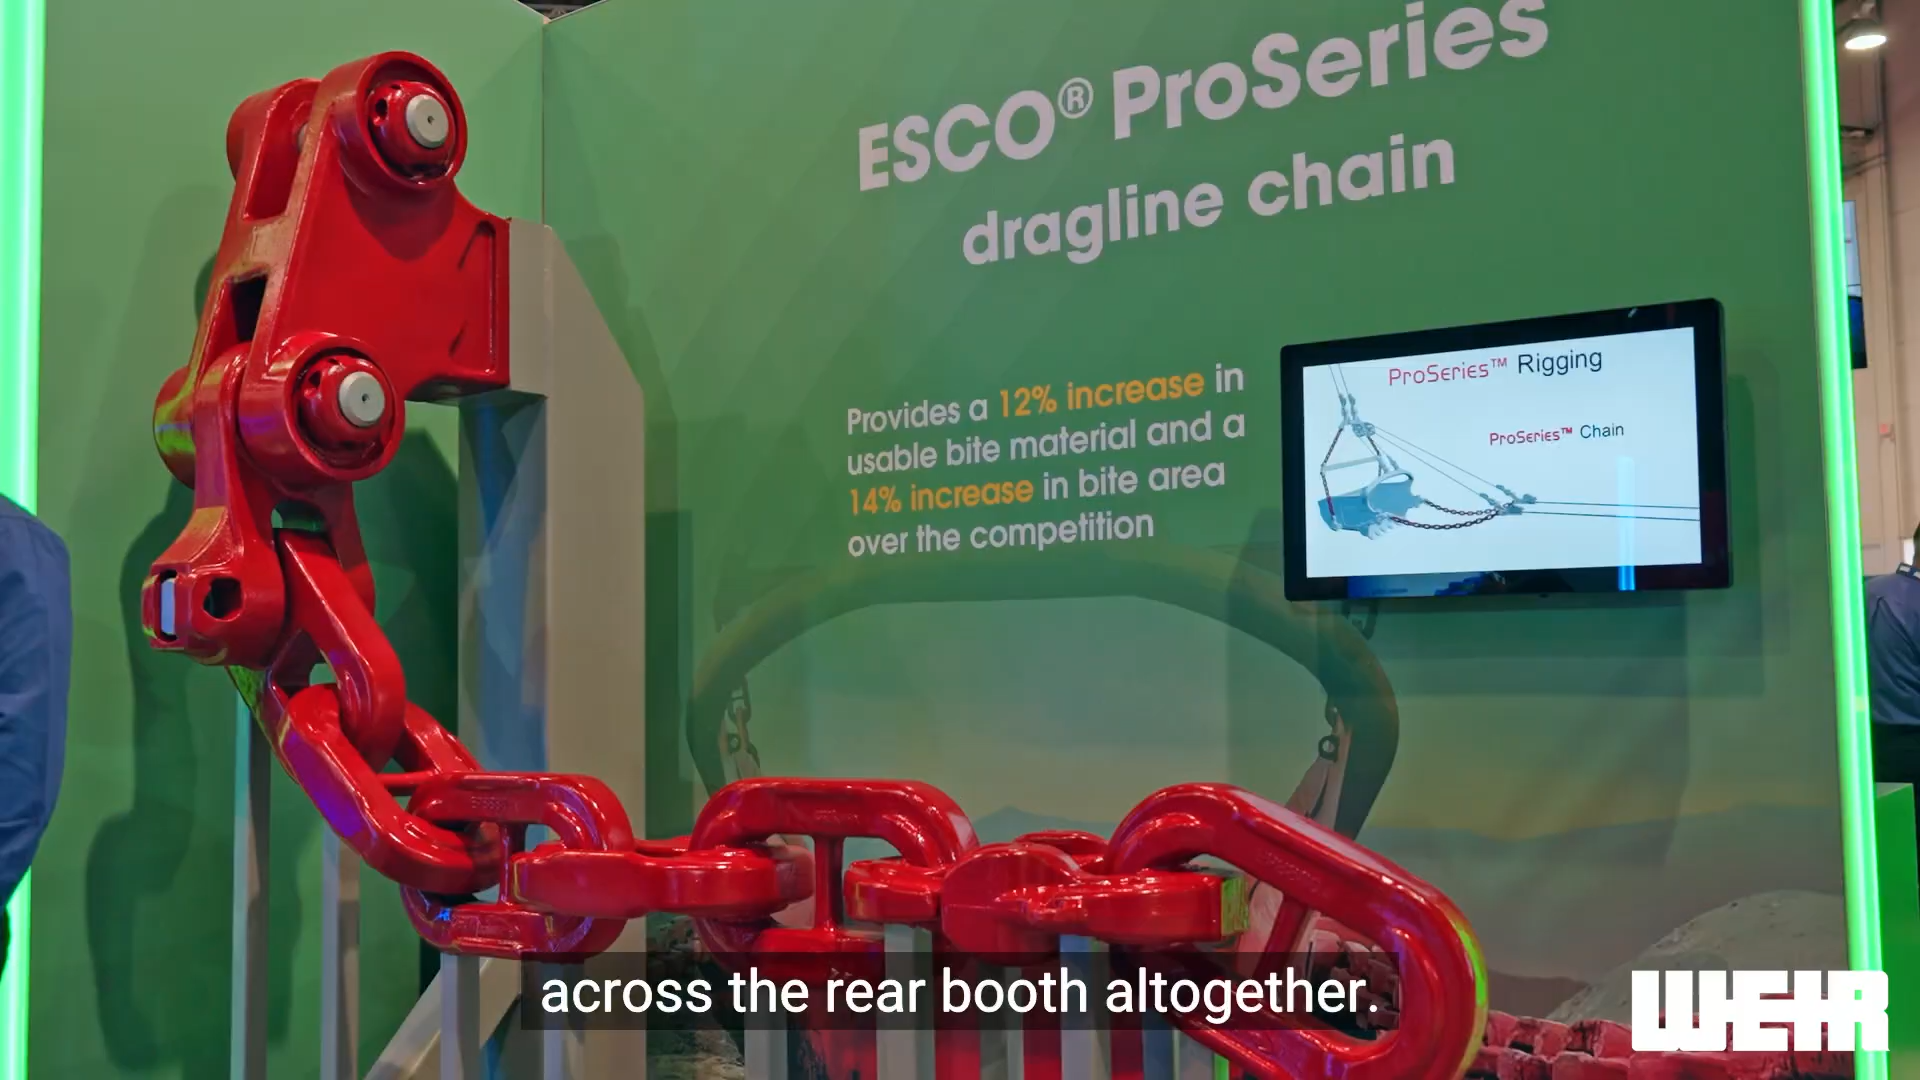 ESCO® ProSeries
dragline chain
Provides a 12% increase in
usable bite material and a
14% increase in bite area
over the competition
ProSeries™ Rigging
ProSeries™ Chain
across the rear booth altogether.
WEIR